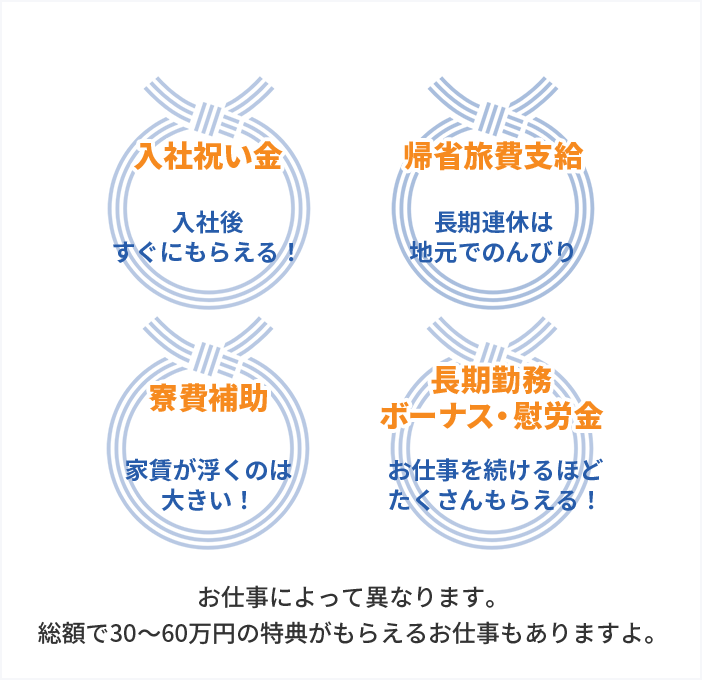 入社祝い金
入社後
すぐにもらえる！
帰省旅費支給
長期連休は
地元でのんびり
寮費補助
家賃が浮くのは
大きい！
長期勤務
ボーナス・慰労金
お仕事を続けるほど
たくさんもらえる！
お仕事によって異なります。
総額で30〜60万円の特典がもらえるお仕事もありますよ。